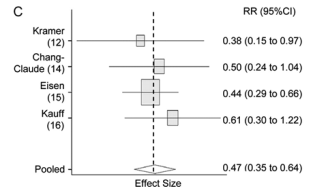 C
RR (95%CI)
Kramer
(12)
0.38 (0.15 to 0.97)
Chang-
Claude (14)
0.50 (0.24 to 1.04)
Eisen
(15)
0.44 (0.29 to 0.66)
Kauff
(16)
0.61 (0.30 to 1.22)
Pooled
0.47 (0.35 to 0.64)
Effect Size